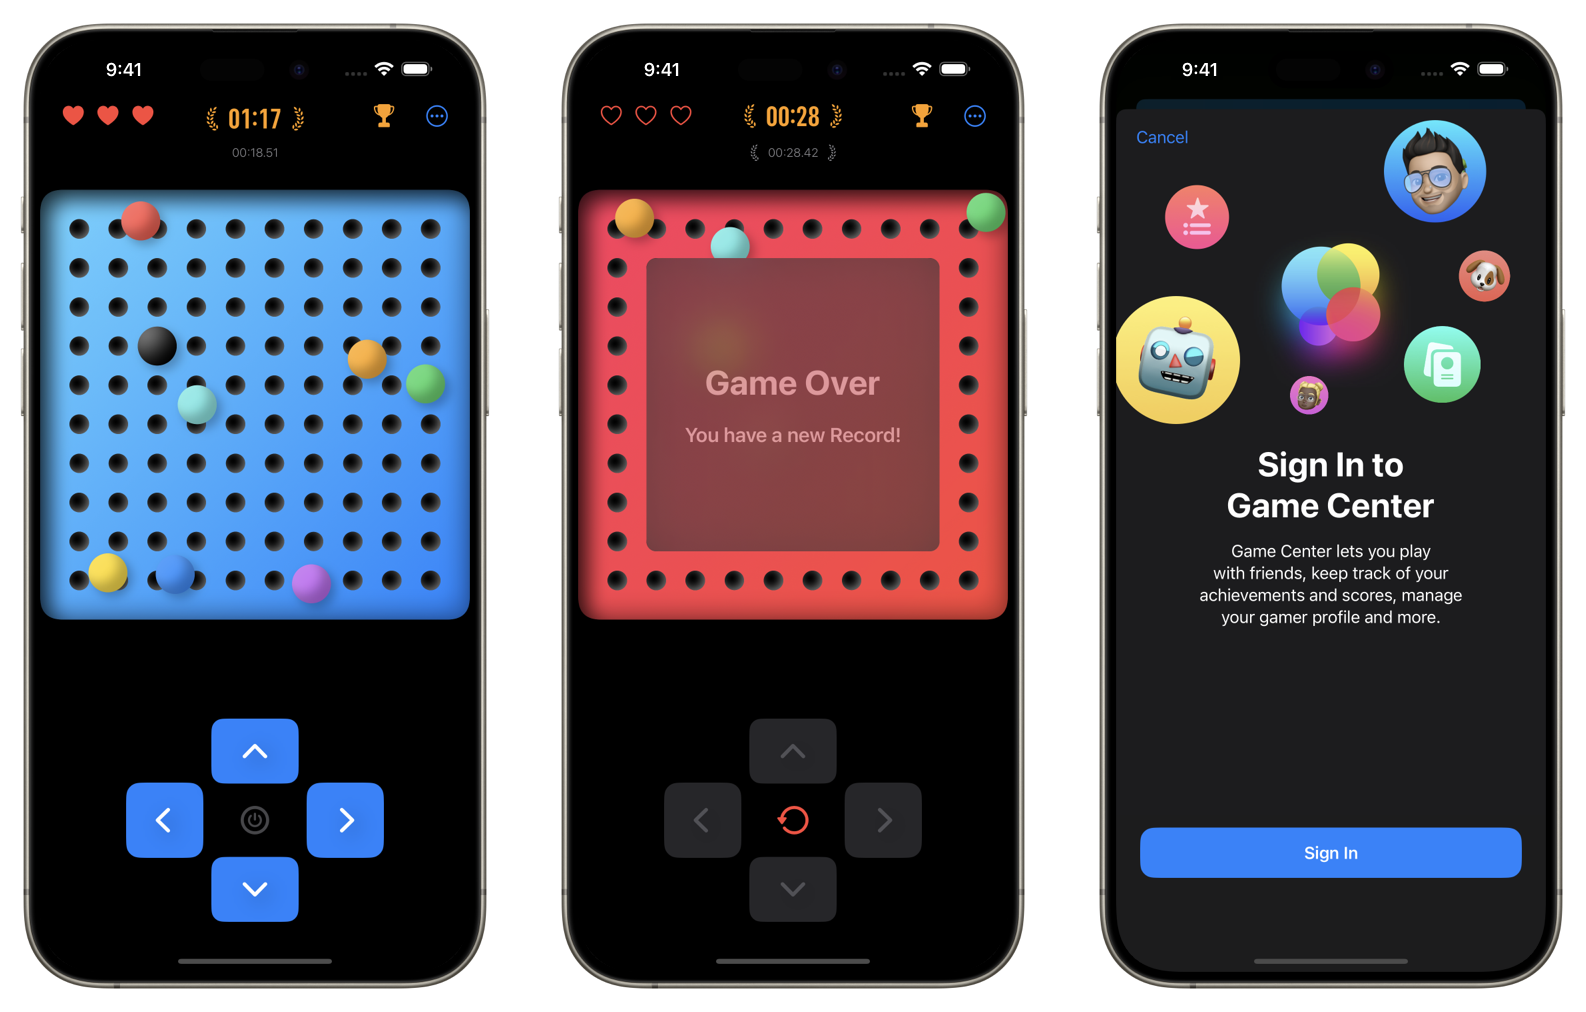 9:41
01:17
00:18.51
9:41
00:28
00:28.42
Game Over
You have a new Record!
9:41
Cancel
Sign In to
Game Center
Game Center lets you play
with friends, keep track of your
achievements and scores, manage
your gamer profile and more.
Sign In